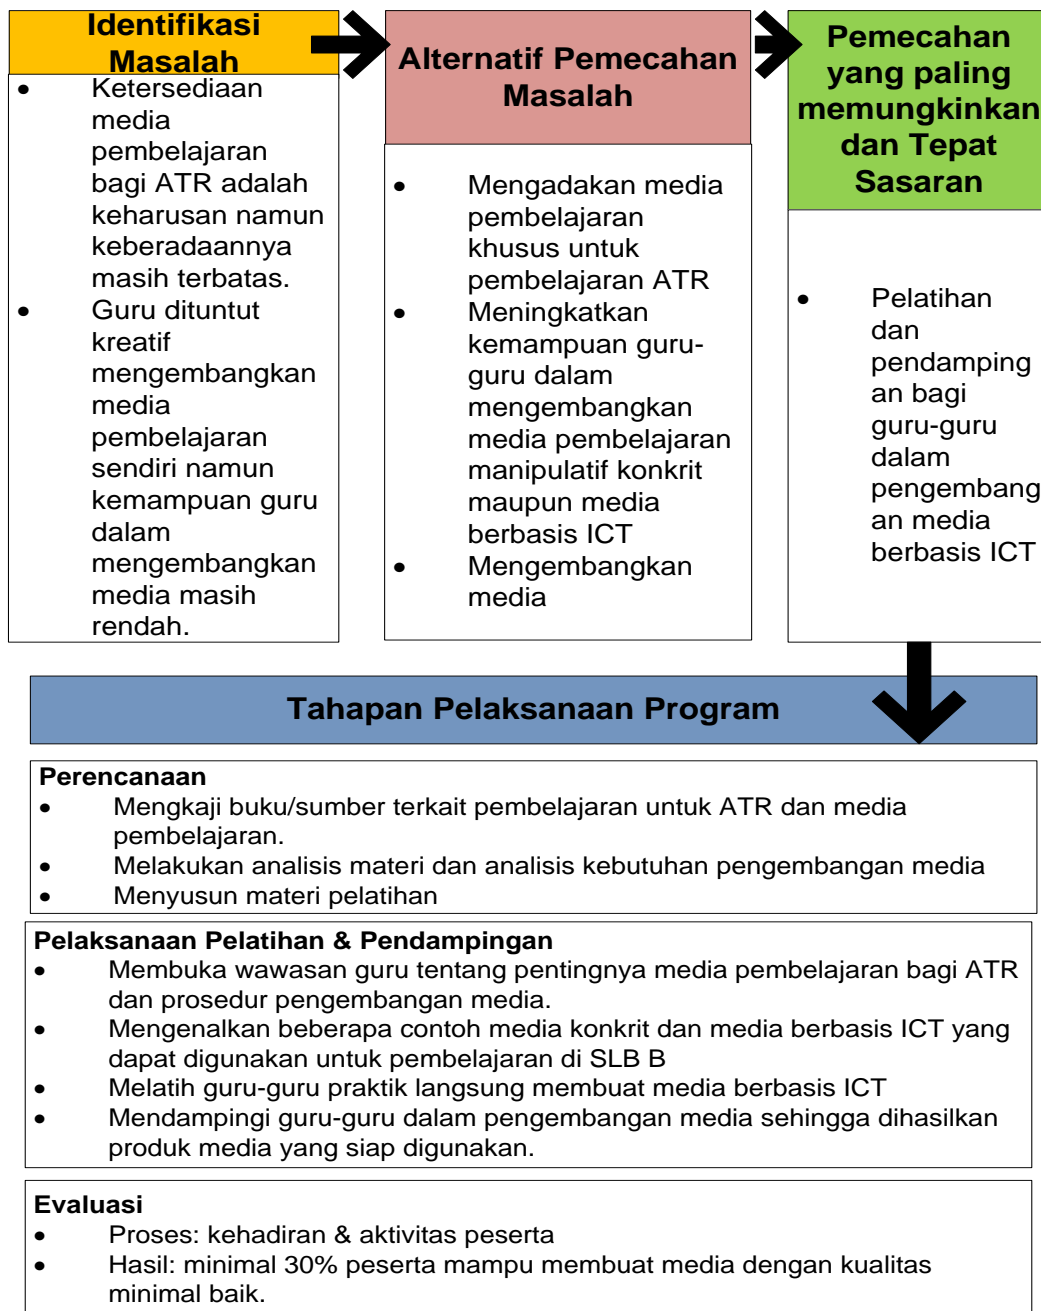 Identifikasi
Masalah
• Ketersediaan
media
pembelajaran
bagi ATR adalah
keharusan namun
keberadaannya
masih terbatas.
• Guru dituntut
kreatif
mengembangkan
media
pembelajaran
sendiri namun
kemampuan guru
dalam
mengembangkan
media masih
rendah.
Alternatif Pemecahan
Masalah
• Mengadakan media
pembelajaran
khusus untuk
pembelajaran ATR
• Meningkatkan
kemampuan guru-
guru dalam
mengembangkan
media pembelajaran
manipulatif konkrit
maupun media
berbasis ICT
• Mengembangkan
media
Pemecahan
yang paling
memungkinkan
dan Tepat
Sasaran
• Pelatihan
dan
pendamping
an bagi
guru-guru
dalam
pengembang
an media
berbasis ICT
Tahapan Pelaksanaan Program
Perencanaan
• Mengkaji buku/sumber terkait pembelajaran untuk ATR dan media
pembelajaran.
• Melakukan analisis materi dan analisis kebutuhan pengembangan media
• Menyusun materi pelatihan
Pelaksanaan Pelatihan & Pendampingan
• Membuka wawasan guru tentang pentingnya media pembelajaran bagi ATR
dan prosedur pengembangan media.
• Mengenalkan beberapa contoh media konkrit dan media berbasis ICT yang
dapat digunakan untuk pembelajaran di SLB B
• Melatih guru-guru praktik langsung membuat media berbasis ICT
• Mendampingi guru-guru dalam pengembangan media sehingga dihasilkan
produk media yang siap digunakan.
Evaluasi
• Proses: kehadiran & aktivitas peserta
• Hasil: minimal 30% peserta mampu membuat media dengan kualitas
minimal baik.